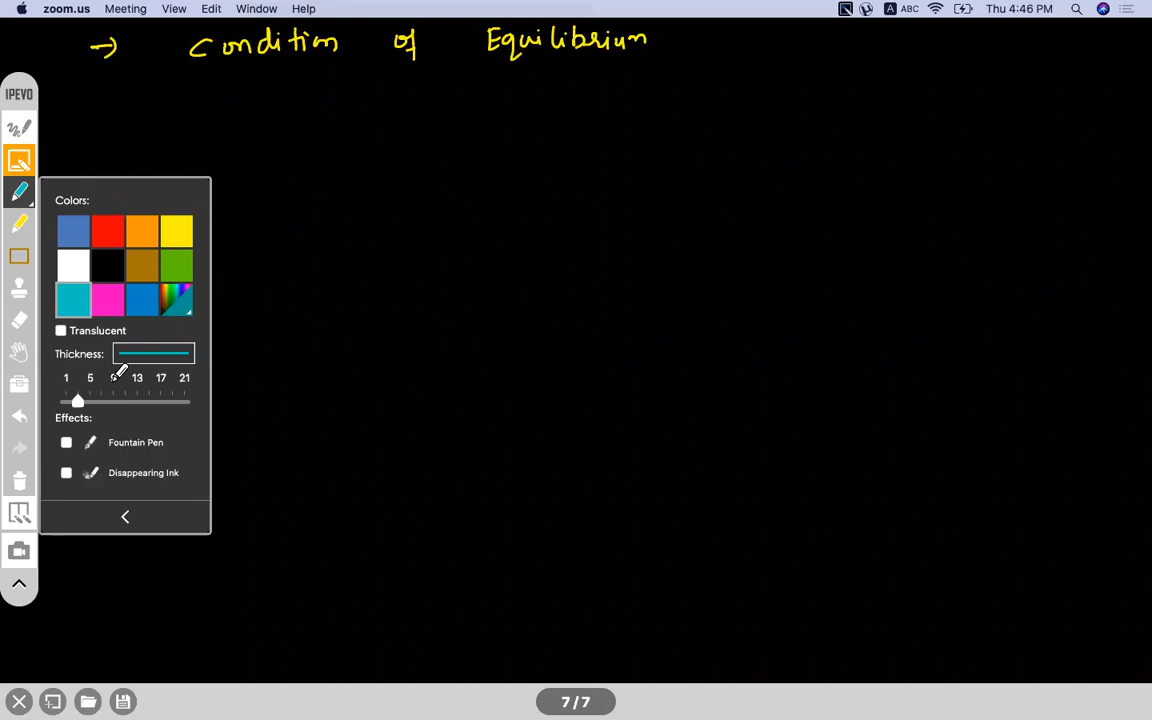 zoom.us Meeting View Edit Window Help A ABC Thu 4:46 PM
→ Condition of Equilibrium
IPEVO
Colors:
Translucent
Thickness:
1 5 13 17 21
Effects:
Fountain Pen
Disappearing Ink
7/7